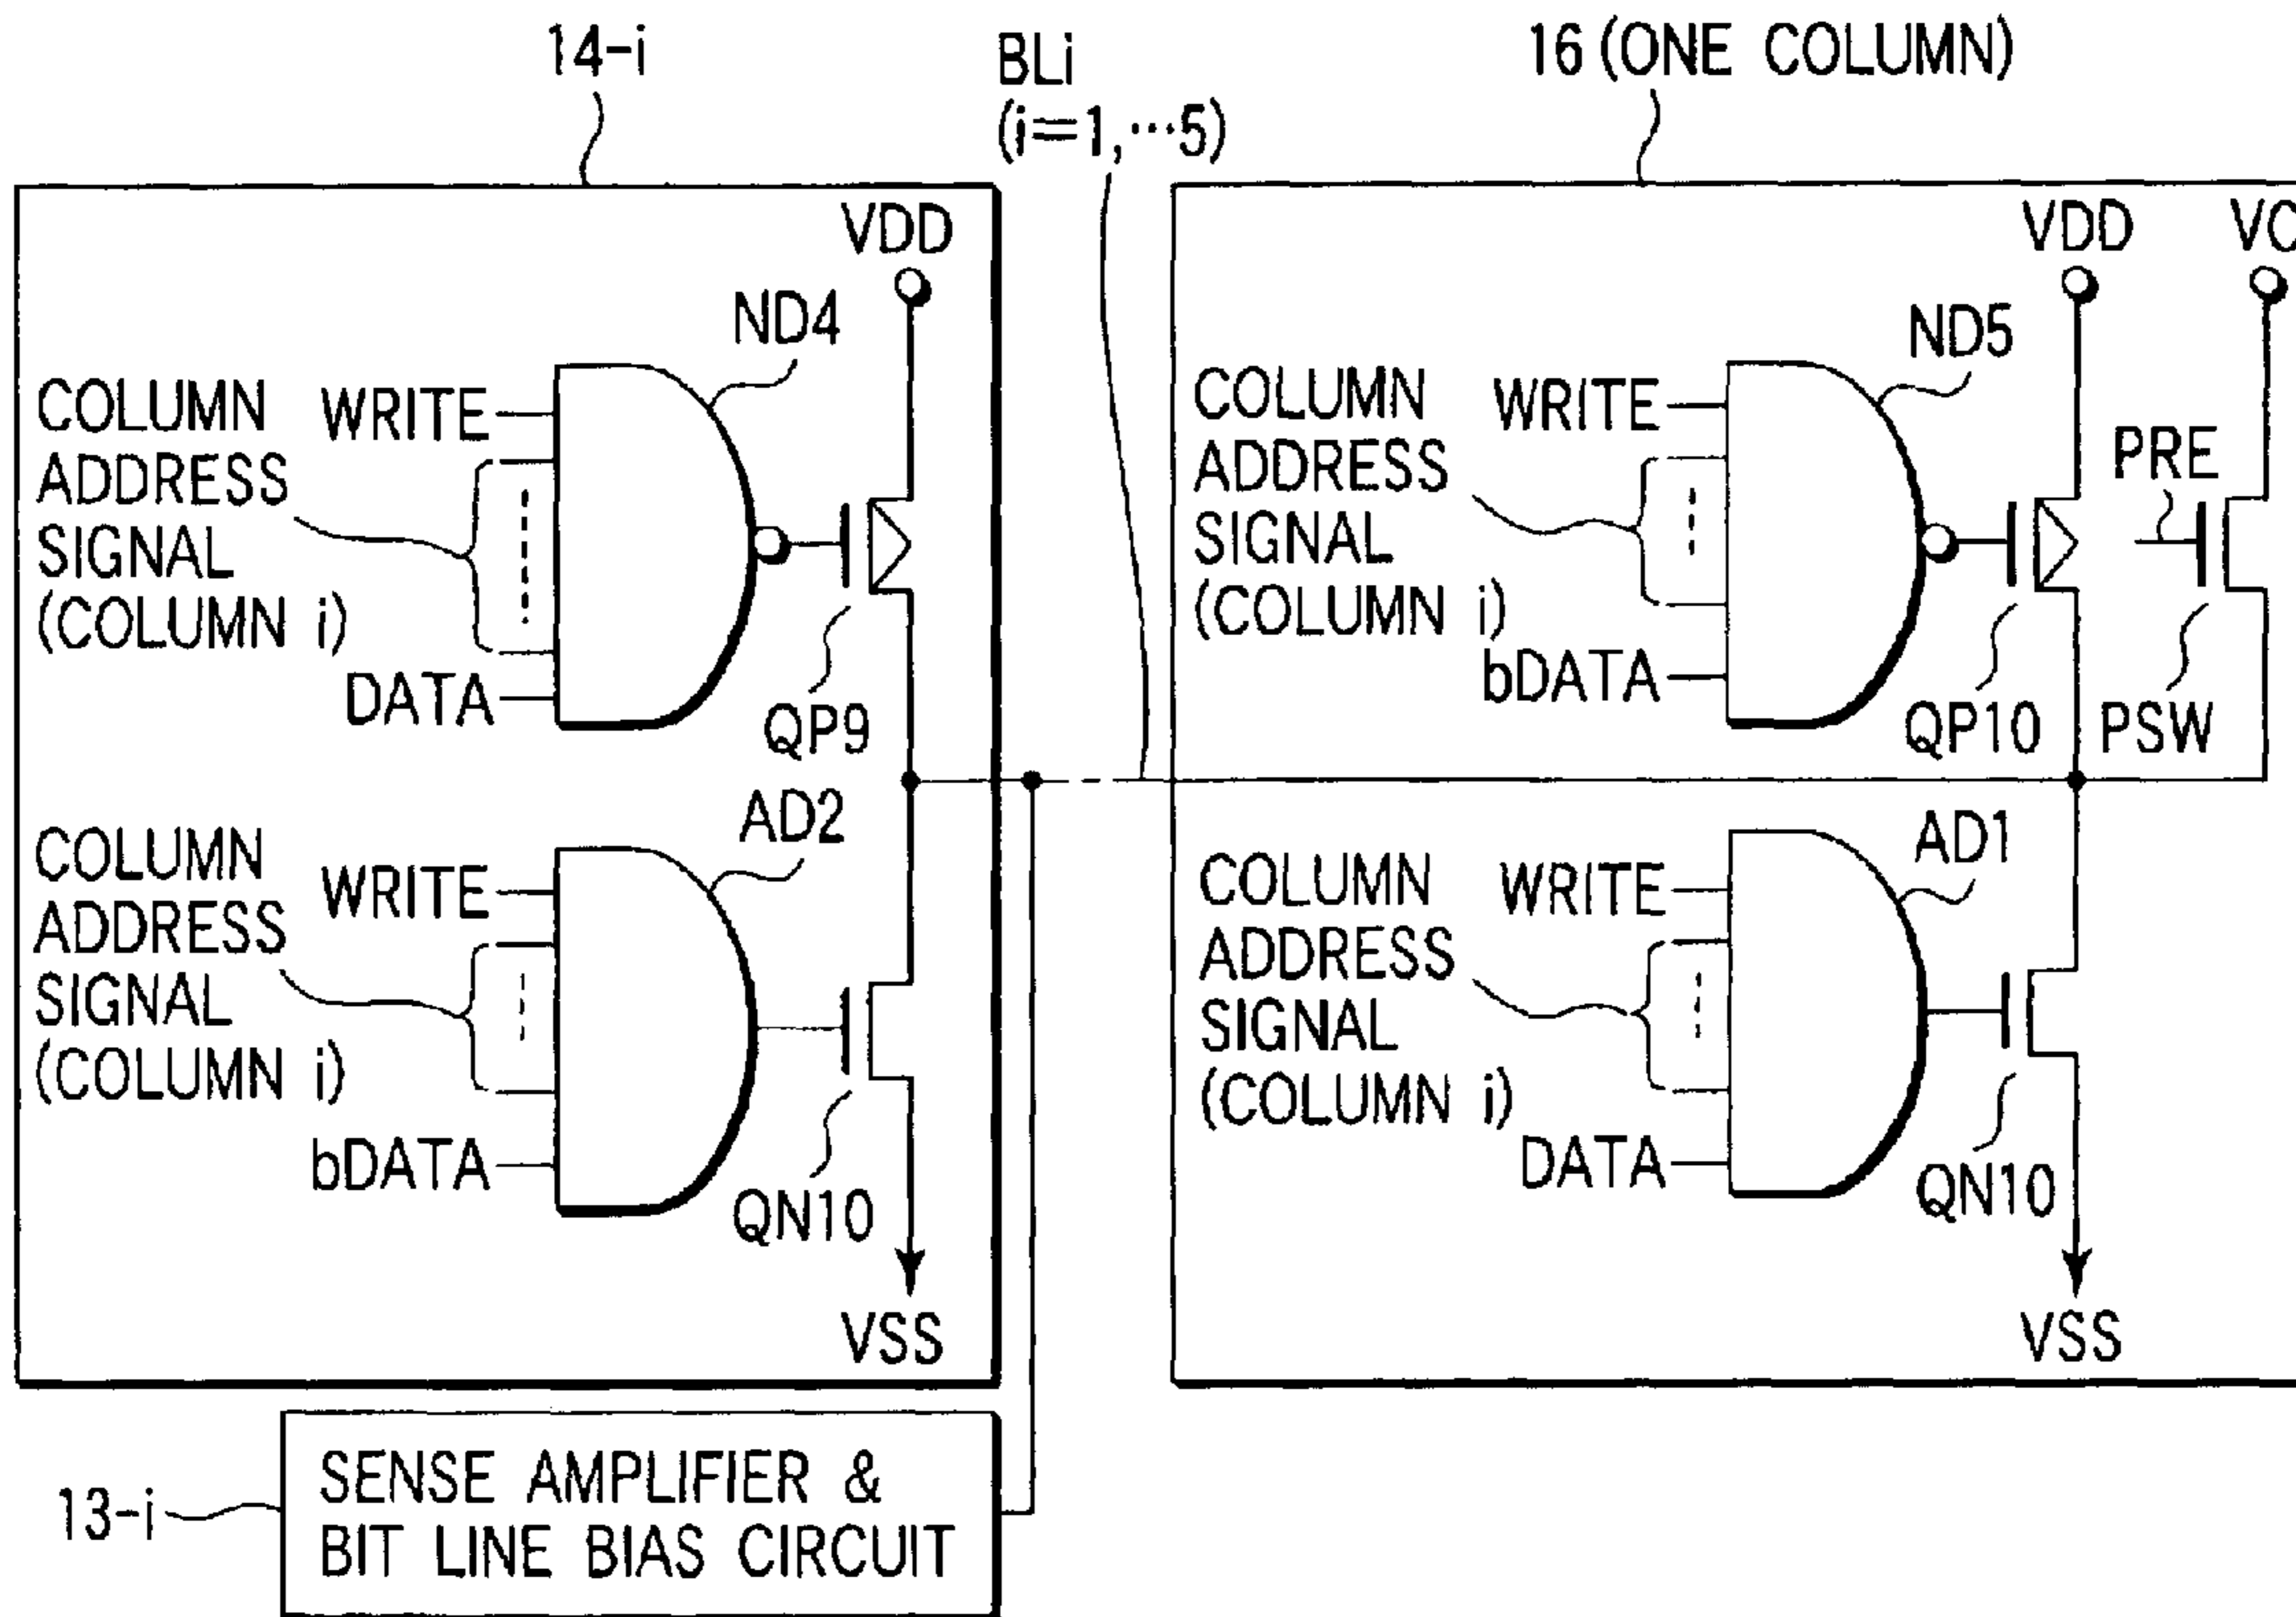 14-i
BLi
(i=1,···5)
16 (ONE COLUMN)
VDD
ND4
COLUMN
ADDRESS
SIGNAL
(COLUMN i)
WRITE
DATA
QP9
AD2
COLUMN
ADDRESS
SIGNAL
(COLUMN i)
WRITE
bDATA
QN10
VSS
VDD
VC
ND5
COLUMN
ADDRESS
SIGNAL
(COLUMN i)
WRITE
bDATA
PRE
QP10
PSW
AD1
COLUMN
ADDRESS
SIGNAL
(COLUMN i)
WRITE
DATA
QN10
VSS
13-i
SENSE AMPLIFIER &
BIT LINE BIAS CIRCUIT